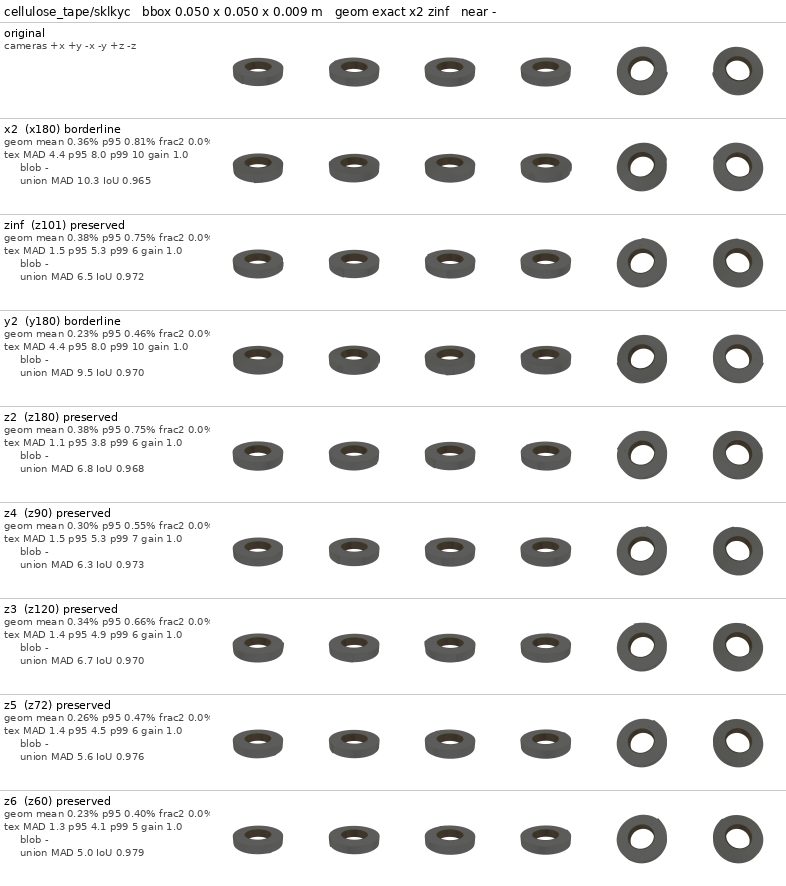 cellulose_tape/sklkyc   bbox 0.050 x 0.050 x 0.009 m   geom exact x2 zinf   near -
original
cameras +x +y -x -y +z -z
x2  (x180) borderline
geom mean 0.36% p95 0.81% frac2 0.0%
tex MAD 4.4 p95 8.0 p99 10 gain 1.0
blob -
union MAD 10.3 IoU 0.965
zinf  (z101) preserved
geom mean 0.38% p95 0.75% frac2 0.0%
tex MAD 1.5 p95 5.3 p99 6 gain 1.0
blob -
union MAD 6.5 IoU 0.972
y2  (y180) borderline
geom mean 0.23% p95 0.46% frac2 0.0%
tex MAD 4.4 p95 8.0 p99 10 gain 1.0
blob -
union MAD 9.5 IoU 0.970
z2  (z180) preserved
geom mean 0.38% p95 0.75% frac2 0.0%
tex MAD 1.1 p95 3.8 p99 6 gain 1.0
blob -
union MAD 6.8 IoU 0.968
z4  (z90) preserved
geom mean 0.30% p95 0.55% frac2 0.0%
tex MAD 1.5 p95 5.3 p99 7 gain 1.0
blob -
union MAD 6.3 IoU 0.973
z3  (z120) preserved
geom mean 0.34% p95 0.66% frac2 0.0%
tex MAD 1.4 p95 4.9 p99 6 gain 1.0
blob -
union MAD 6.7 IoU 0.970
z5  (z72) preserved
geom mean 0.26% p95 0.47% frac2 0.0%
tex MAD 1.4 p95 4.5 p99 6 gain 1.0
blob -
union MAD 5.6 IoU 0.976
z6  (z60) preserved
geom mean 0.23% p95 0.40% frac2 0.0%
tex MAD 1.3 p95 4.1 p99 5 gain 1.0
blob -
union MAD 5.0 IoU 0.979